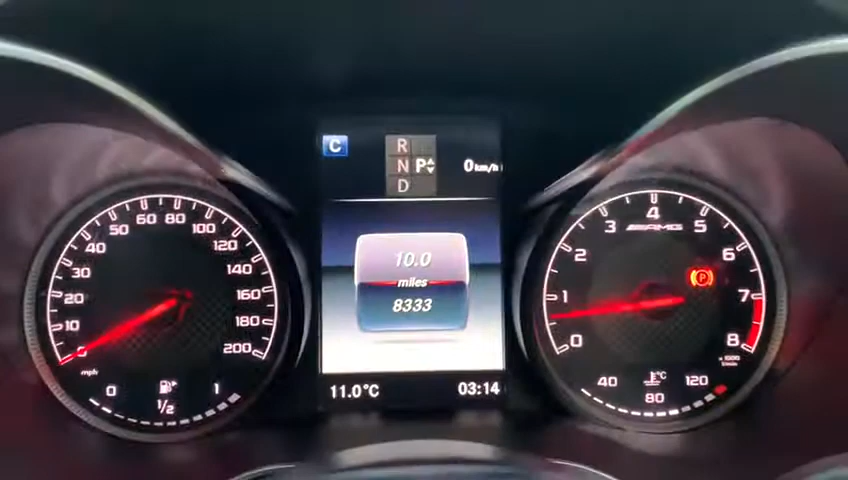 C
R
N P 0 km/h
D
10.0
miles
8333
11.0°C 03:14
0 10 20 30 40 50 60 80 100 120 140 160 180 200
mph
0 1/2 1
0 1 2 3 4 5 6 7 8
AMG
(P)
x1000
1/min
°C
40 80 120